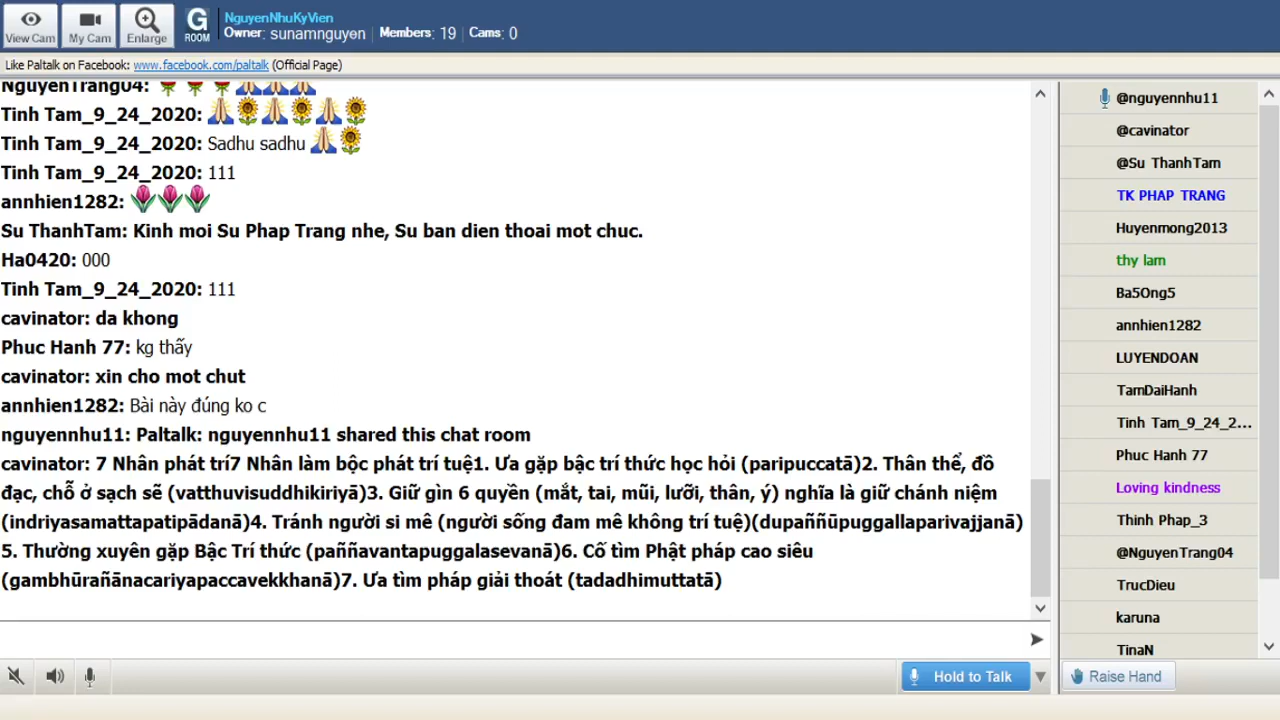 View Cam
My Cam
Enlarge
G
ROOM
NguyenNhuKyVien
Owner: sunamnguyen | Members: 19 | Cams: 0
Like Paltalk on Facebook: www.facebook.com/paltalk (Official Page)
NguyenTrang04:
Tinh Tam_9_24_2020:
Tinh Tam_9_24_2020: Sadhu sadhu
Tinh Tam_9_24_2020: 111
annhien1282:
Su ThanhTam: Kinh moi Su Phap Trang nhe, Su ban dien thoai mot chuc.
Ha0420: 000
Tinh Tam_9_24_2020: 111
cavinator: da khong
Phuc Hanh 77: kg thấy
cavinator: xin cho mot chut
annhien1282: Bài này đúng ko c
nguyennhu11: Paltalk: nguyennhu11 shared this chat room
cavinator: 7 Nhân phát trí7 Nhân làm bộc phát trí tuệ1. Ưa gặp bậc trí thức học hỏi (paripuccatā)2. Thân thể, đồ
đạc, chỗ ở sạch sẽ (vatthuvisuddhikiriyā)3. Giữ gìn 6 quyền (mắt, tai, mũi, lưỡi, thân, ý) nghĩa là giữ chánh niệm
(indriyasamattapatipādanā)4. Tránh người si mê (người sống đam mê không trí tuệ)(dupaññūpuggallaparivajjanā)
5. Thường xuyên gặp Bậc Trí thức (paññavantapuggalasevanā)6. Cố tìm Phật pháp cao siêu
(gambhūrañānacariyapaccavekkhanā)7. Ưa tìm pháp giải thoát (tadadhimuttatā)
Hold to Talk
@nguyennhu11
@cavinator
@Su ThanhTam
TK PHAP TRANG
Huyenmong2013
thy lam
Ba5Ong5
annhien1282
LUYENDOAN
TamDaiHanh
Tinh Tam_9_24_2...
Phuc Hanh 77
Loving kindness
Thinh Phap_3
@NguyenTrang04
TrucDieu
karuna
TinaN
Raise Hand